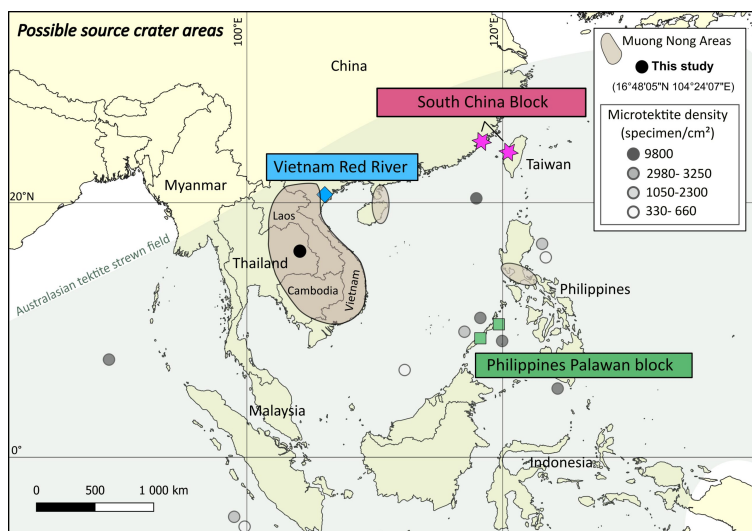 Possible source crater areas
100°E
120°E
China
Muong Nong Areas
This study
(16°48'05"N 104°24'07"E)
South China Block
Microtektite density
(specimen/cm²)
9800
2980- 3250
1050-2300
330- 660
Taiwan
Vietnam Red River
Myanmar
20°N
Laos
Australasian tektite strewn field
Thailand
Cambodia
Vietnam
Philippines
Philippines Palawan block
Malaysia
0°
Indonesia
0 500 1 000 km